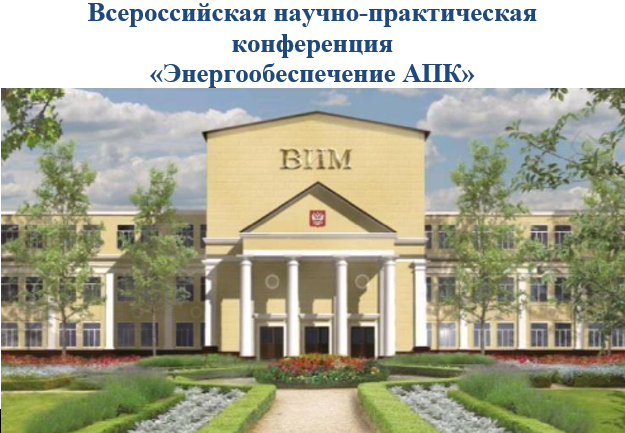 Всероссийская научно-практическая
конференция
«Энергообеспечение АПК»
ВИМ